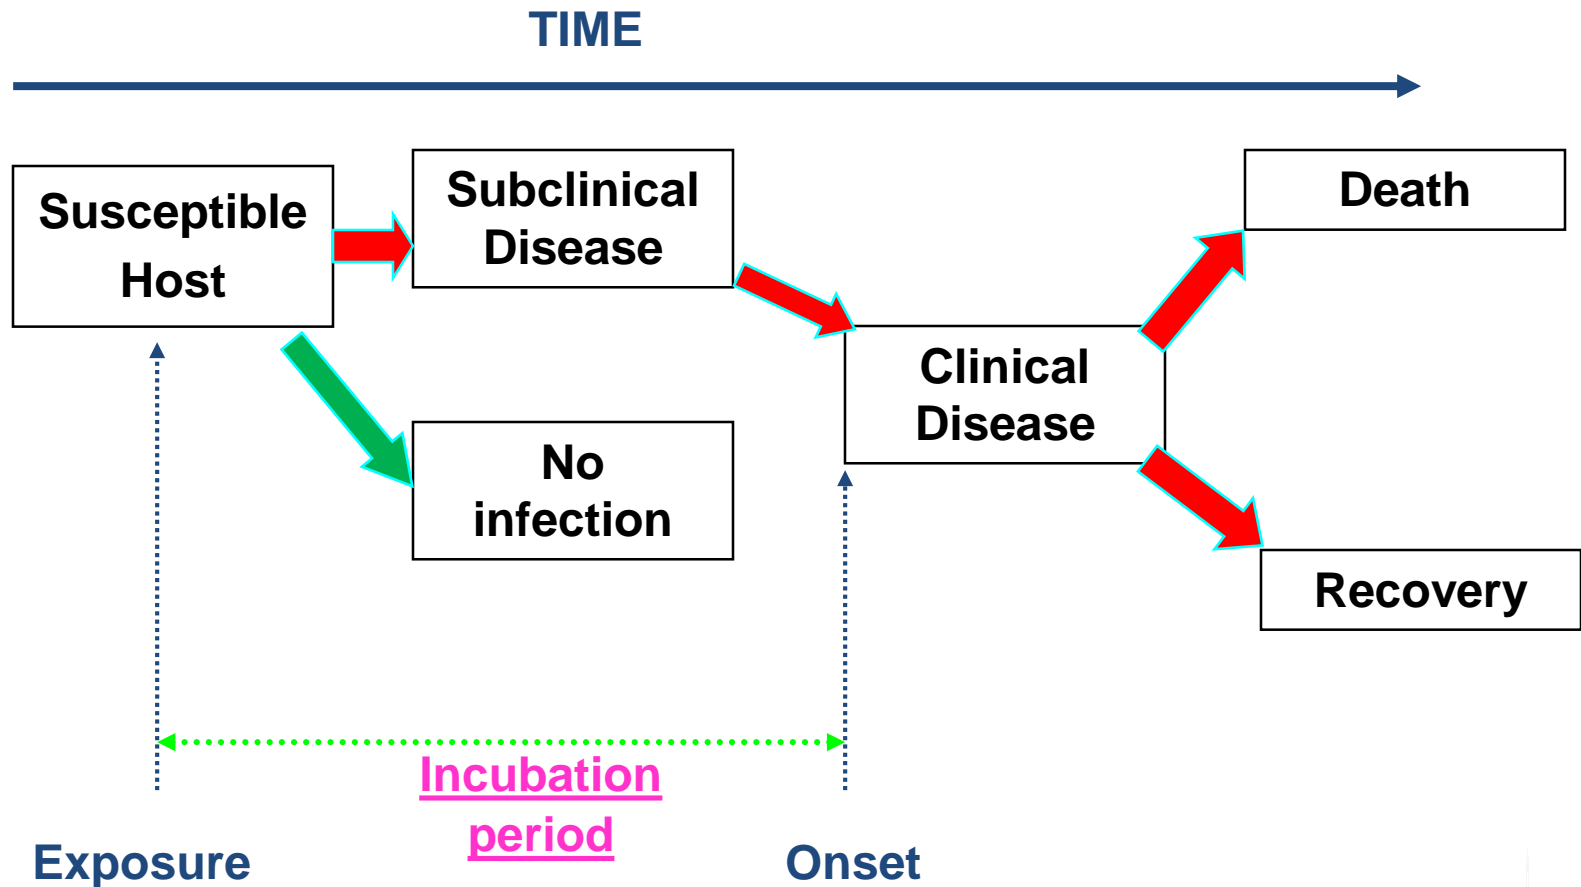 TIME
Susceptible
Host
Subclinical
Disease
Death
Clinical
Disease
No
infection
Recovery
Incubation
period
Exposure
Onset